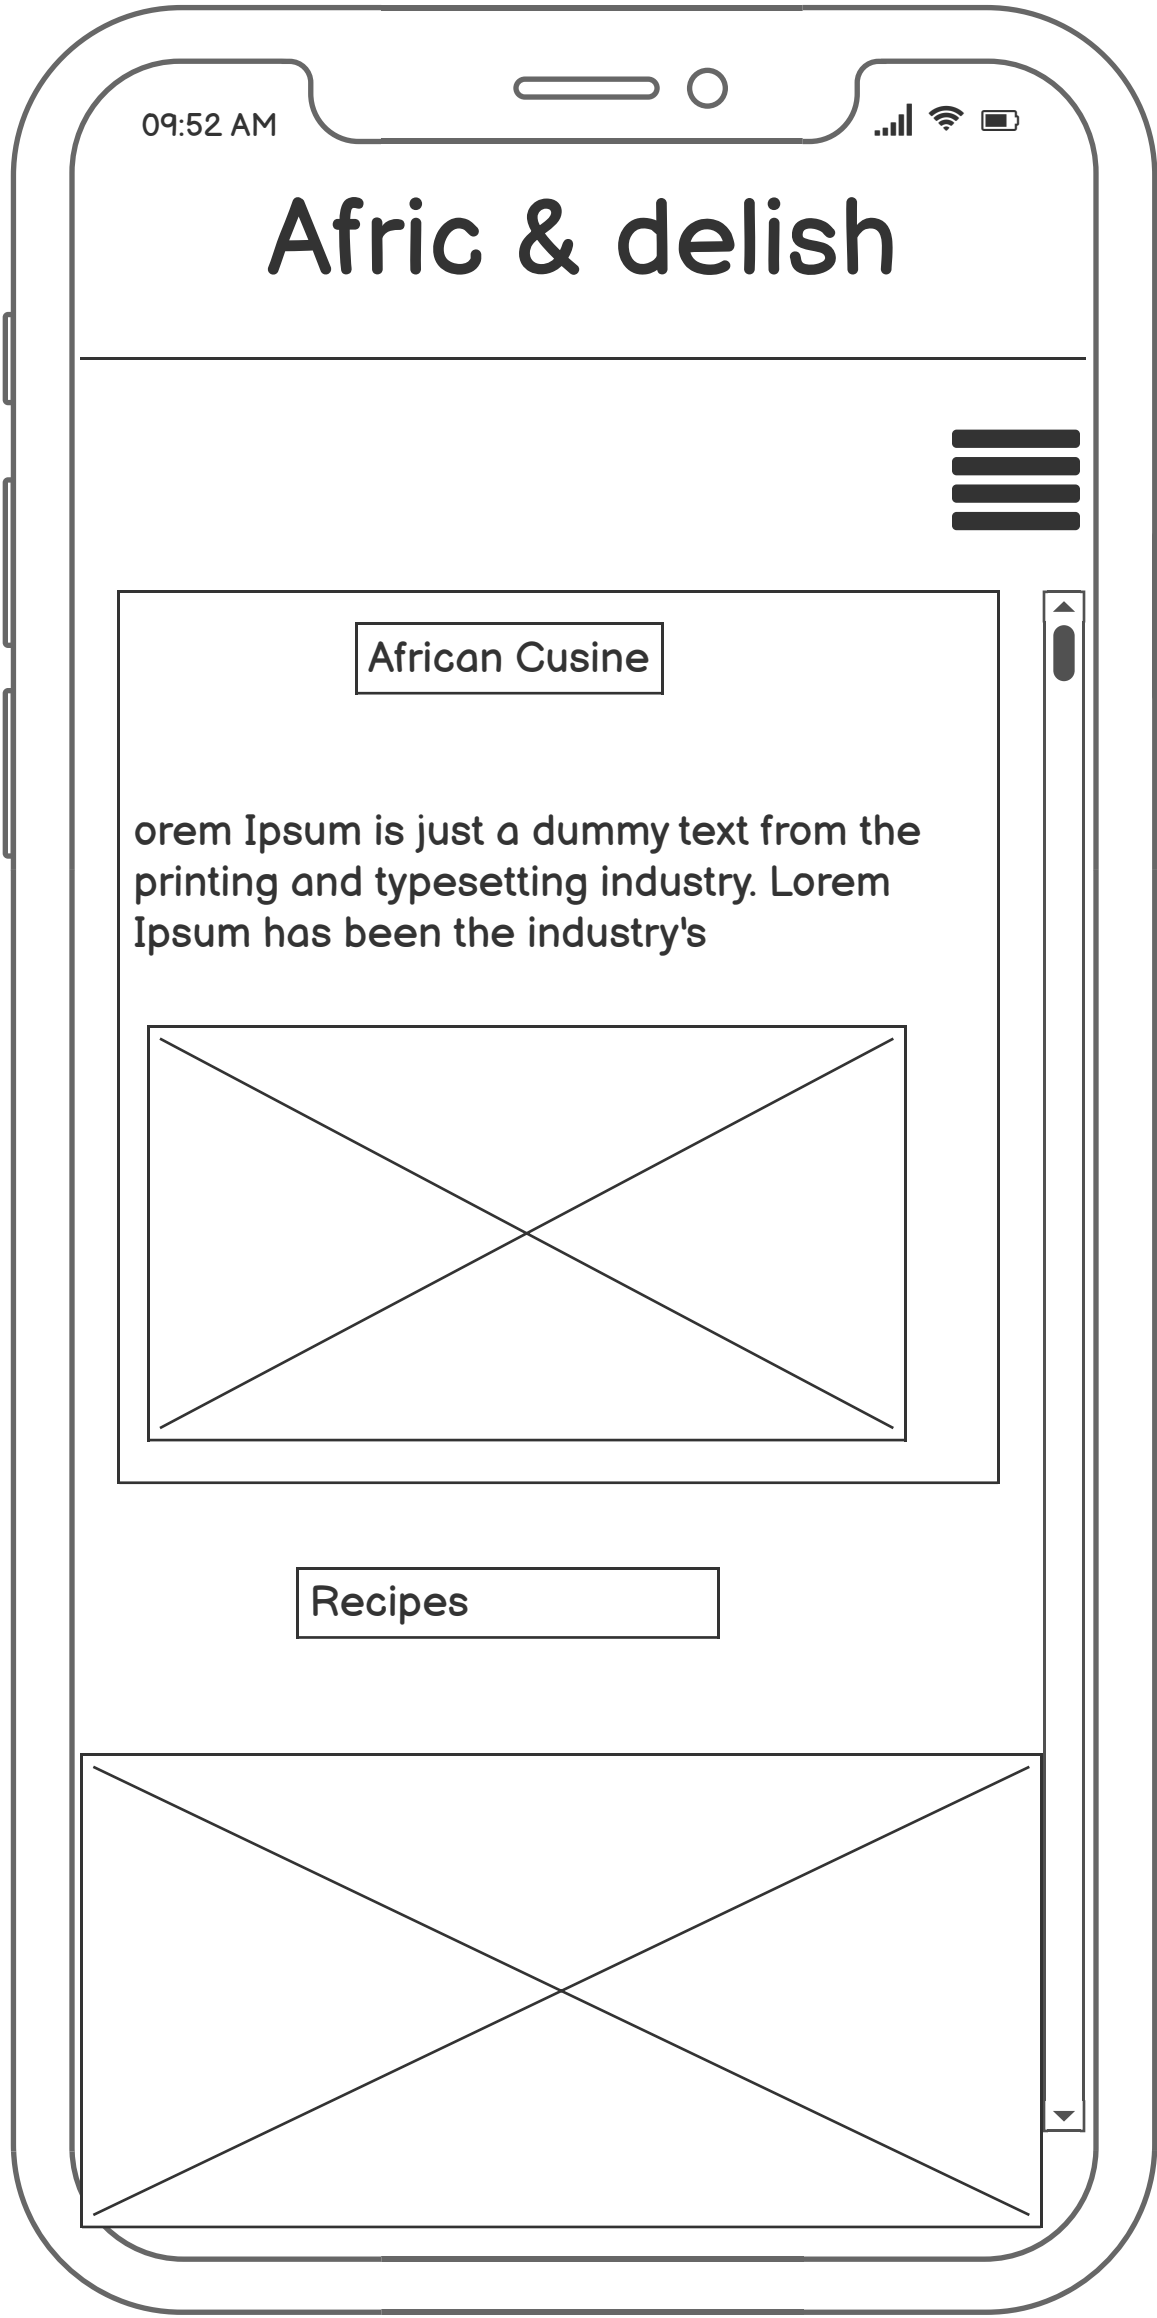 09:52 AM
Afric & delish
African Cusine
orem Ipsum is just a dummy text from the
printing and typesetting industry. Lorem
Ipsum has been the industry's
Recipes